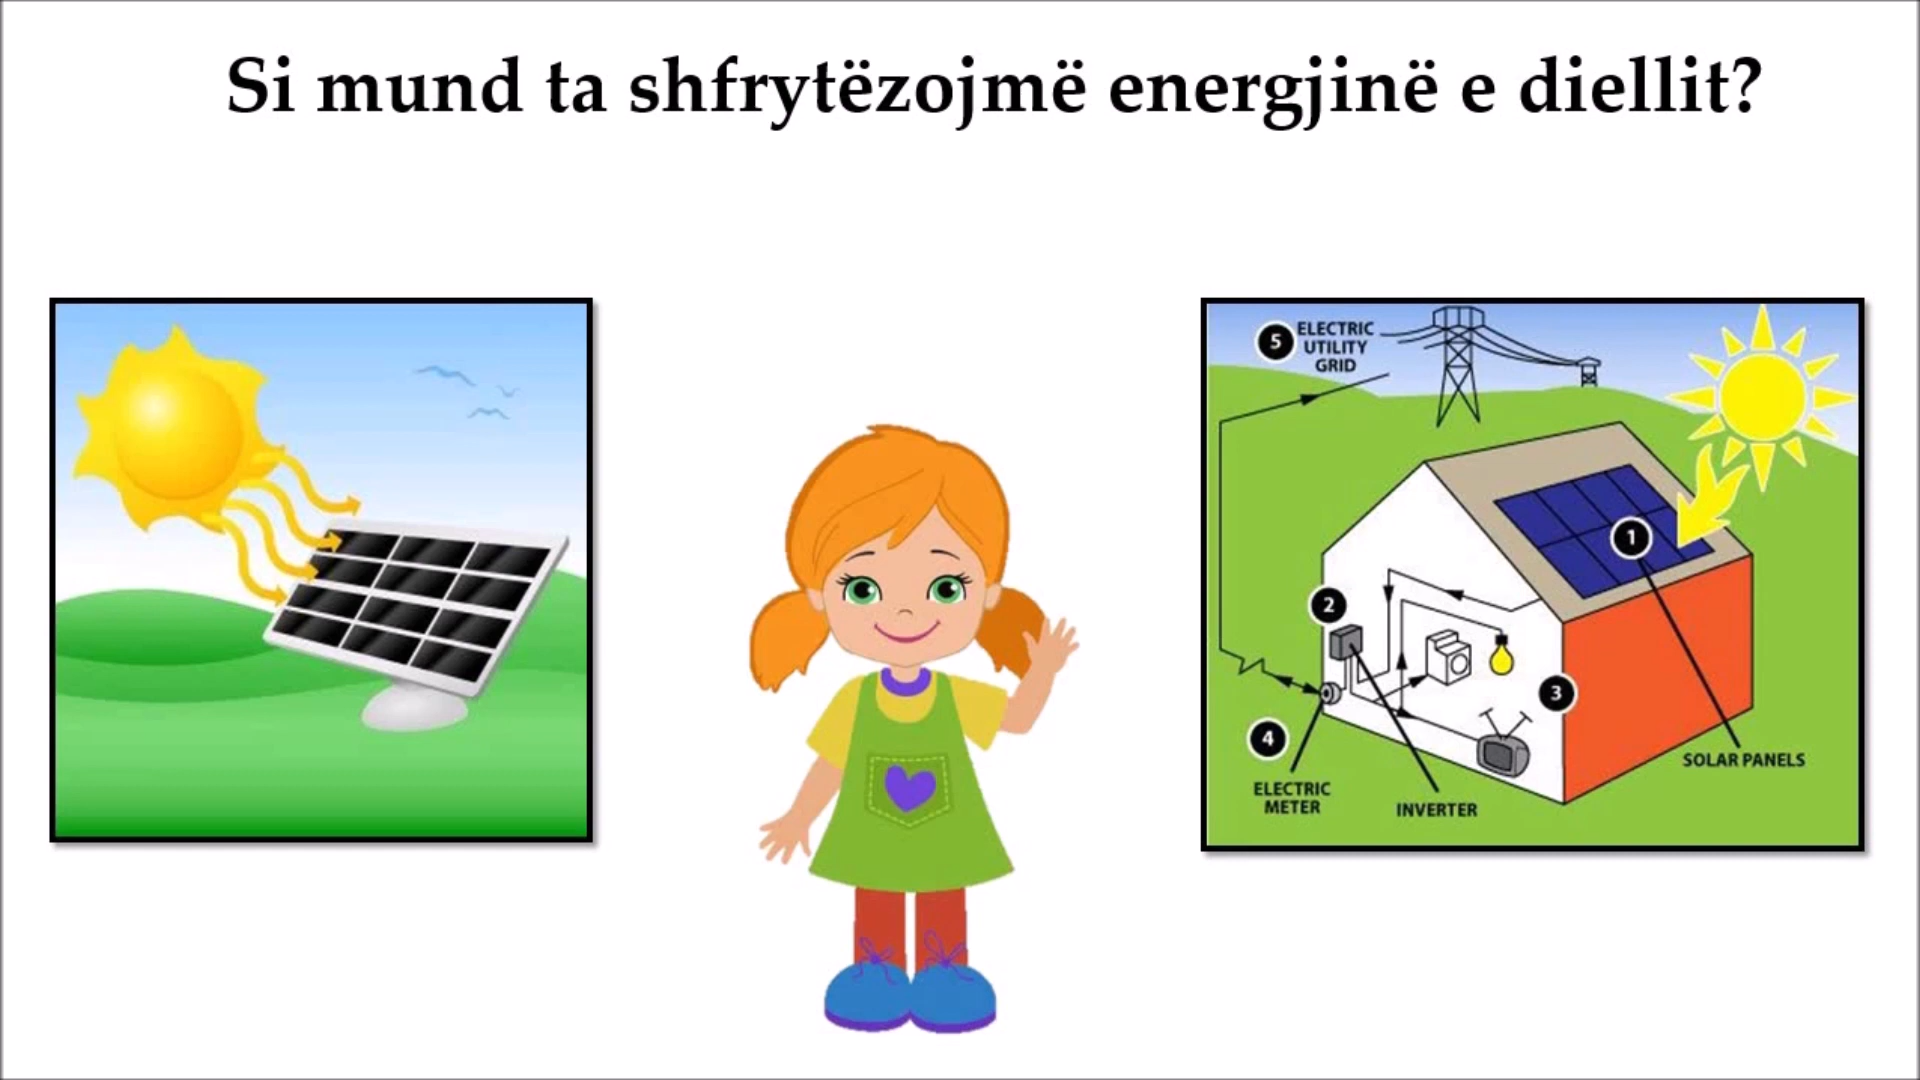 Si mund ta shfrytëzojmë energjinë e diellit?
5 ELECTRIC
UTILITY
GRID
1
2
3
4
SOLAR PANELS
ELECTRIC
METER
INVERTER